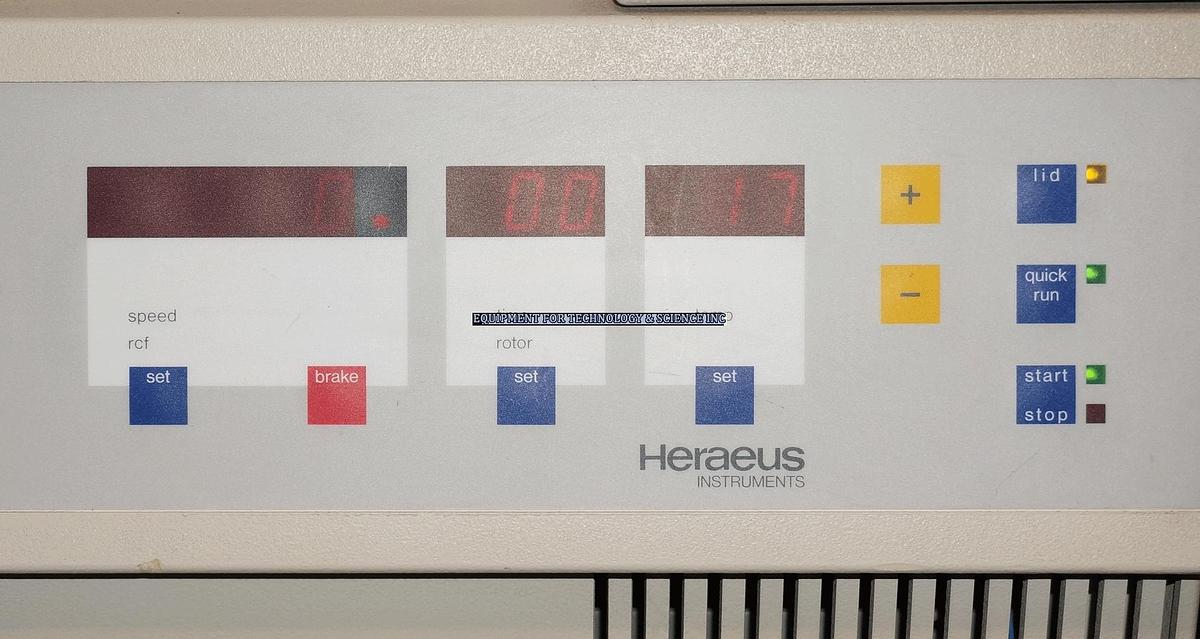 0.
00
17
+
lid
quick
run
-
speed
EQUIPMENT FOR TECHNOLOGY & SCIENCE INC
rcf
rotor
set
brake
set
set
start
stop
Heraeus
INSTRUMENTS